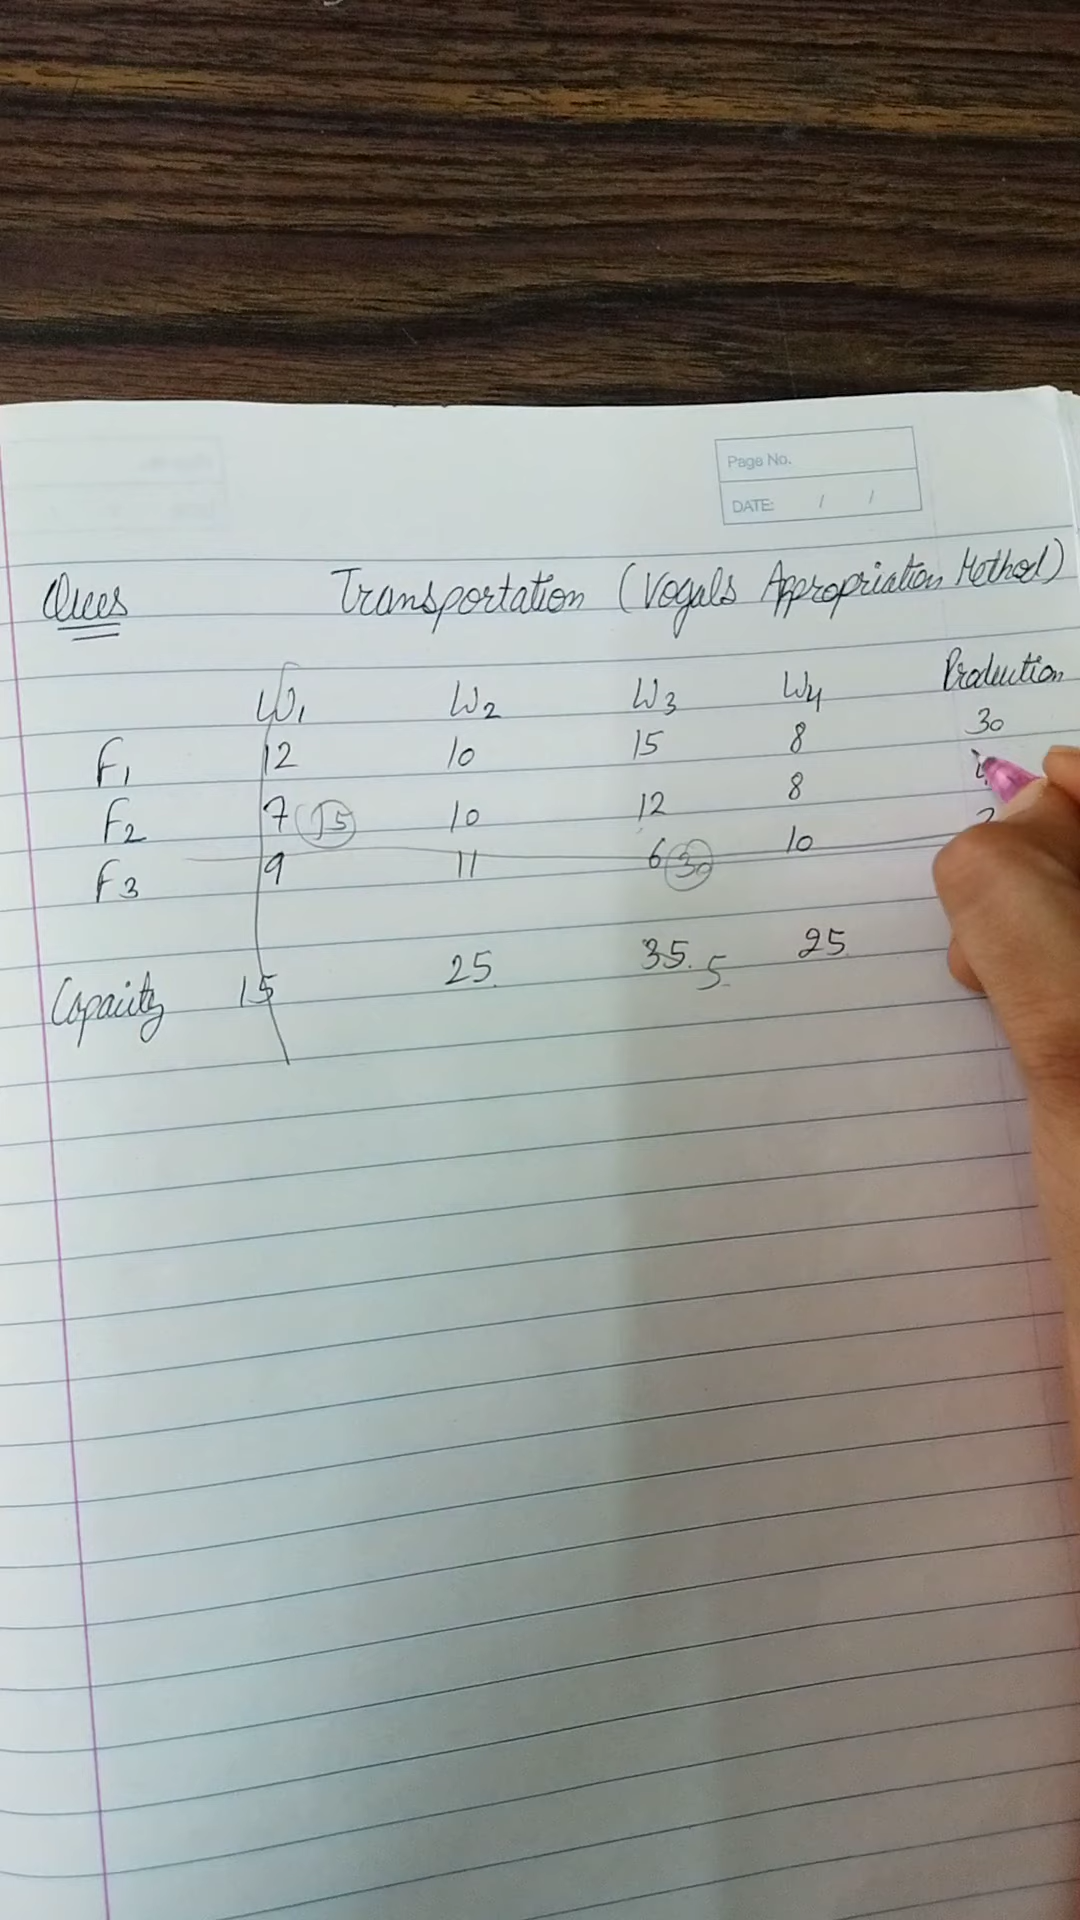 Page No.
DATE: / /
Ques Transportation (Vogals Appropriation Method)
W1 W2 W3 W4 Production
F1 12 10 15 8 30
F2 7 15 10 12 8
F3 9 11 6 30 10
Capacity 15 25 35 5 25